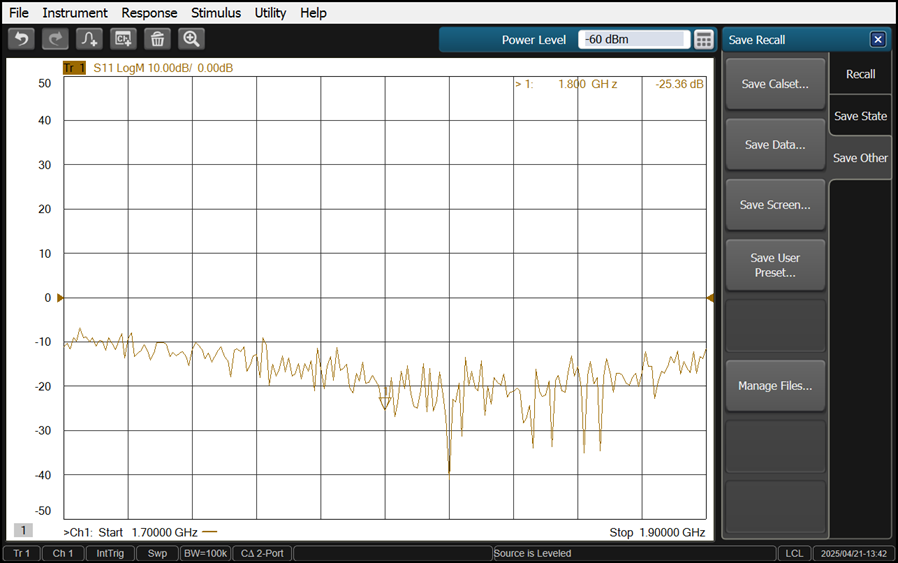 File Instrument Response Stimulus Utility Help
Power Level -60 dBm
Save Recall
Tr 1 S11 LogM 10.00dB/ 0.00dB
> 1: 1.800 GHz -25.36 dB
50
40
30
20
10
0
-10
-20
-30
-40
-50
1
>Ch1: Start 1.70000 GHz
Stop 1.90000 GHz
Save Calset...
Save Data...
Save Screen...
Save User
Preset...
Manage Files...
Recall
Save State
Save Other
Tr 1 Ch 1 IntTrig Swp BW=100k CΔ 2-Port Source is Leveled LCL 2025/04/21-13:42